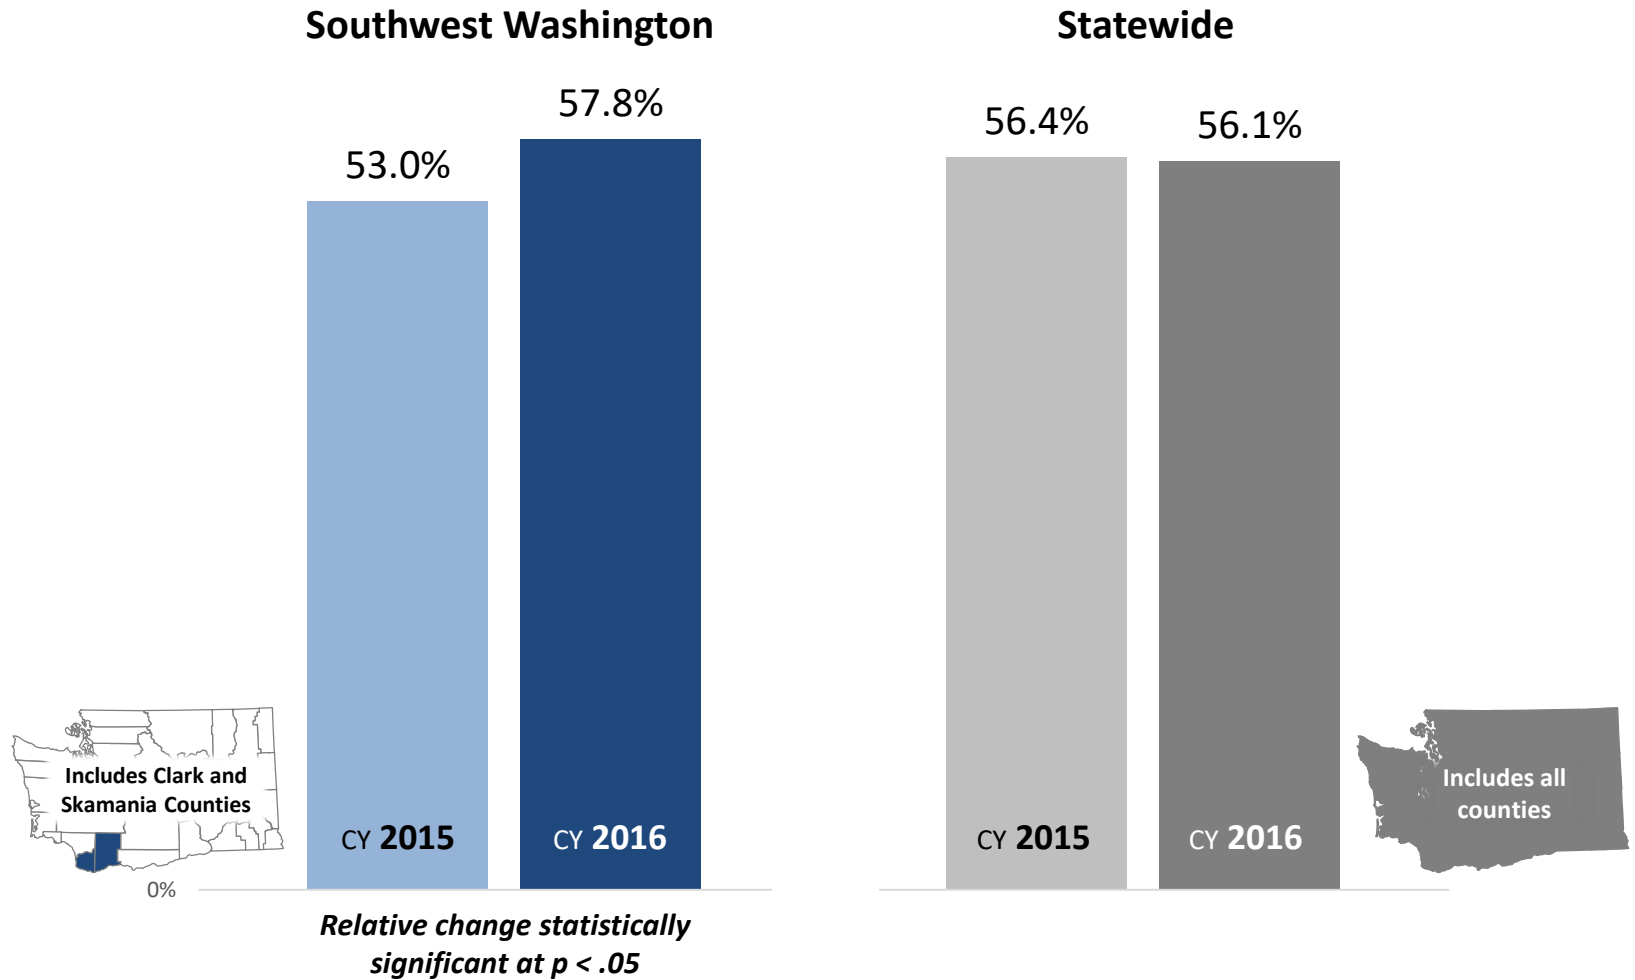 Southwest Washington
Statewide
53.0%
57.8%
56.4%
56.1%
Includes Clark and
Skamania Counties
CY 2015
CY 2016
CY 2015
CY 2016
Includes all
counties
0%
Relative change statistically
significant at p < .05